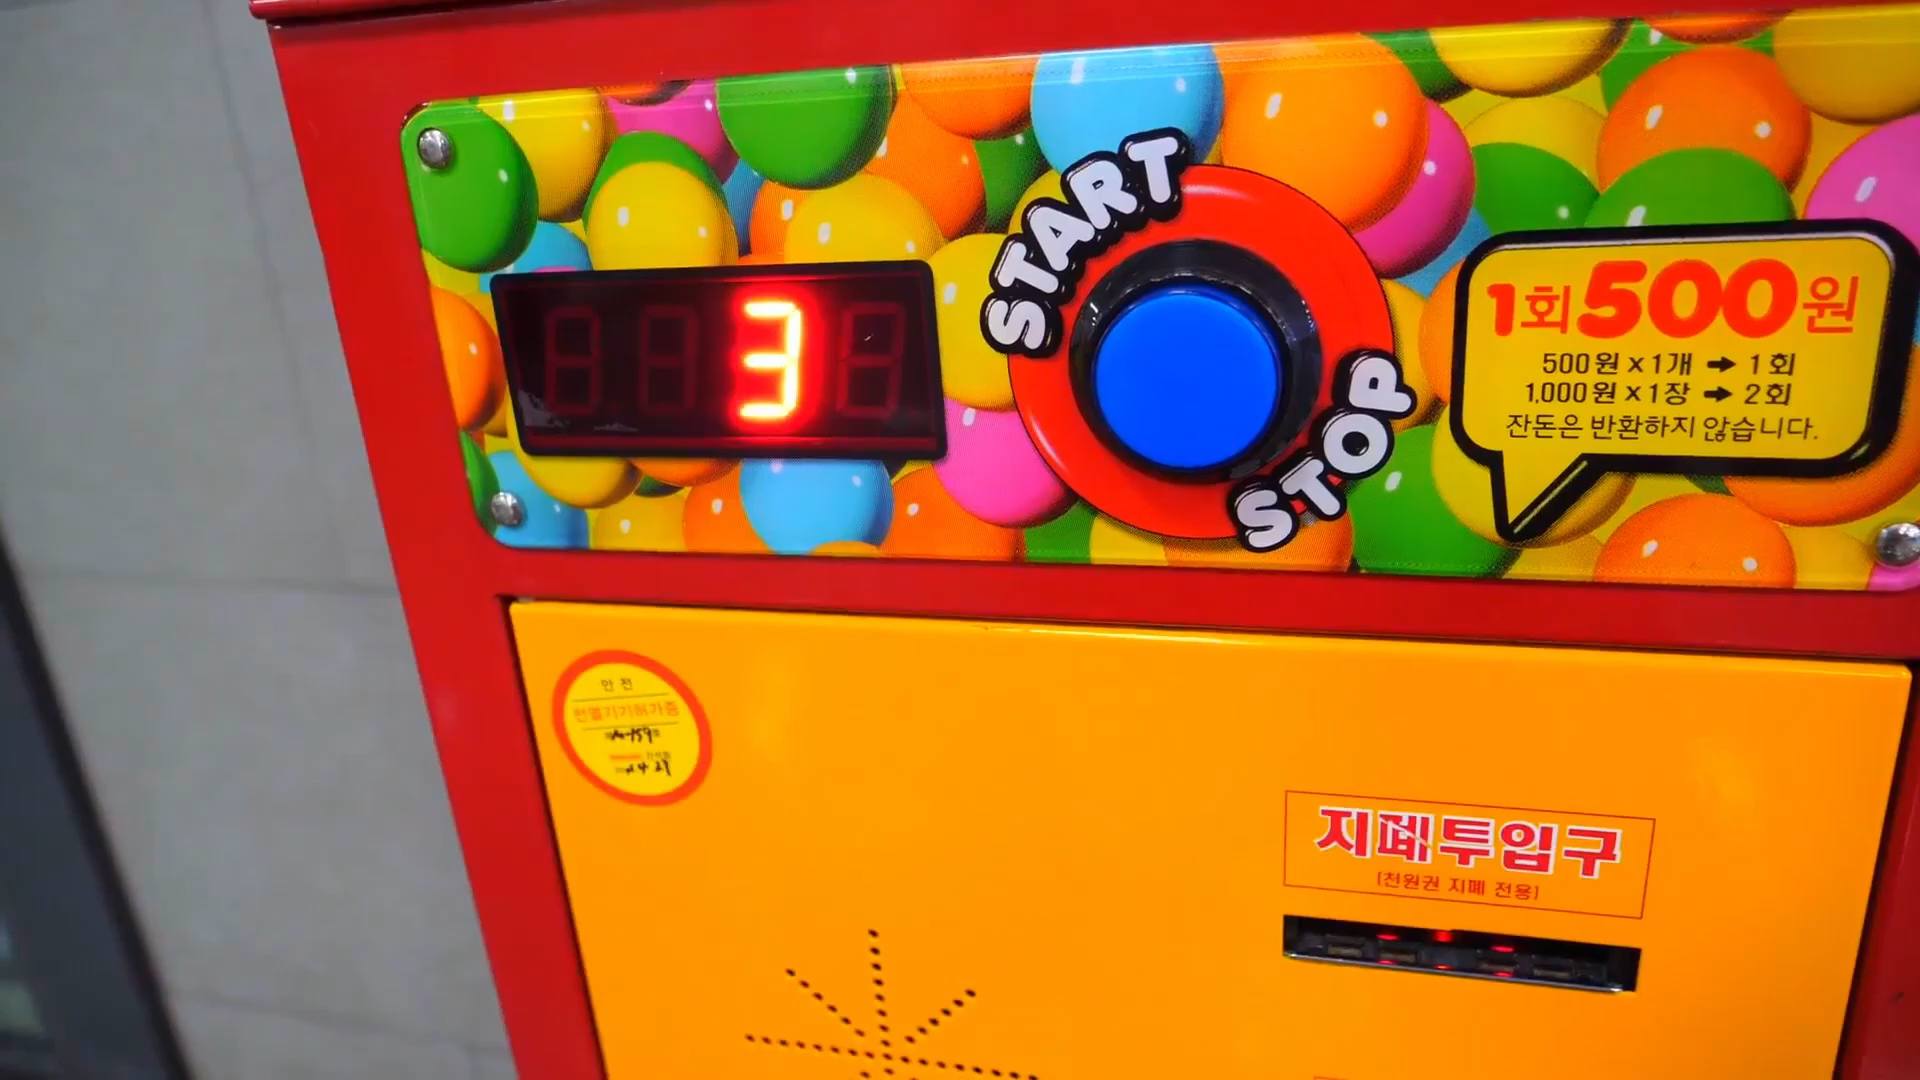 START
STOP
3
1회 500원
500원 x 1개 ➡ 1회
1,000원 x 1장 ➡ 2회
잔돈은 반환하지 않습니다.
안전
지폐투입구
(천원권 지폐 전용)